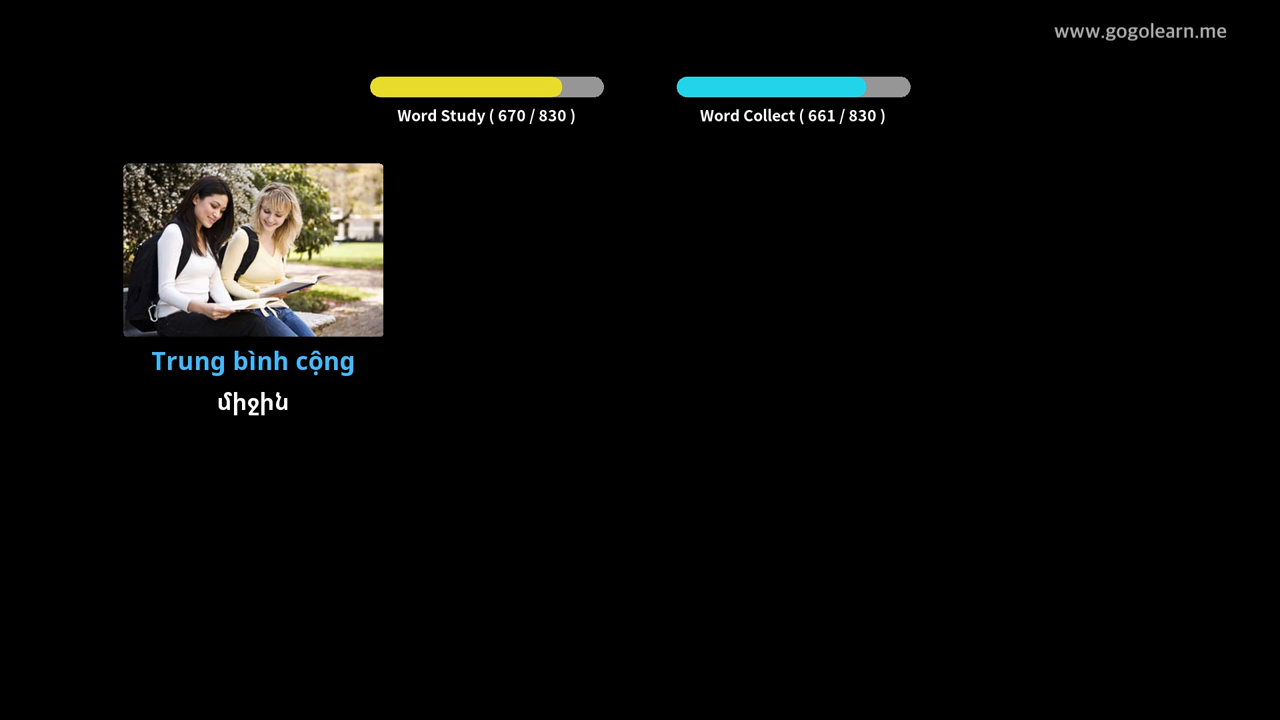 www.gogolearn.me
Word Study ( 670 / 830 )
Word Collect ( 661 / 830 )
Trung bình cộng
միջին